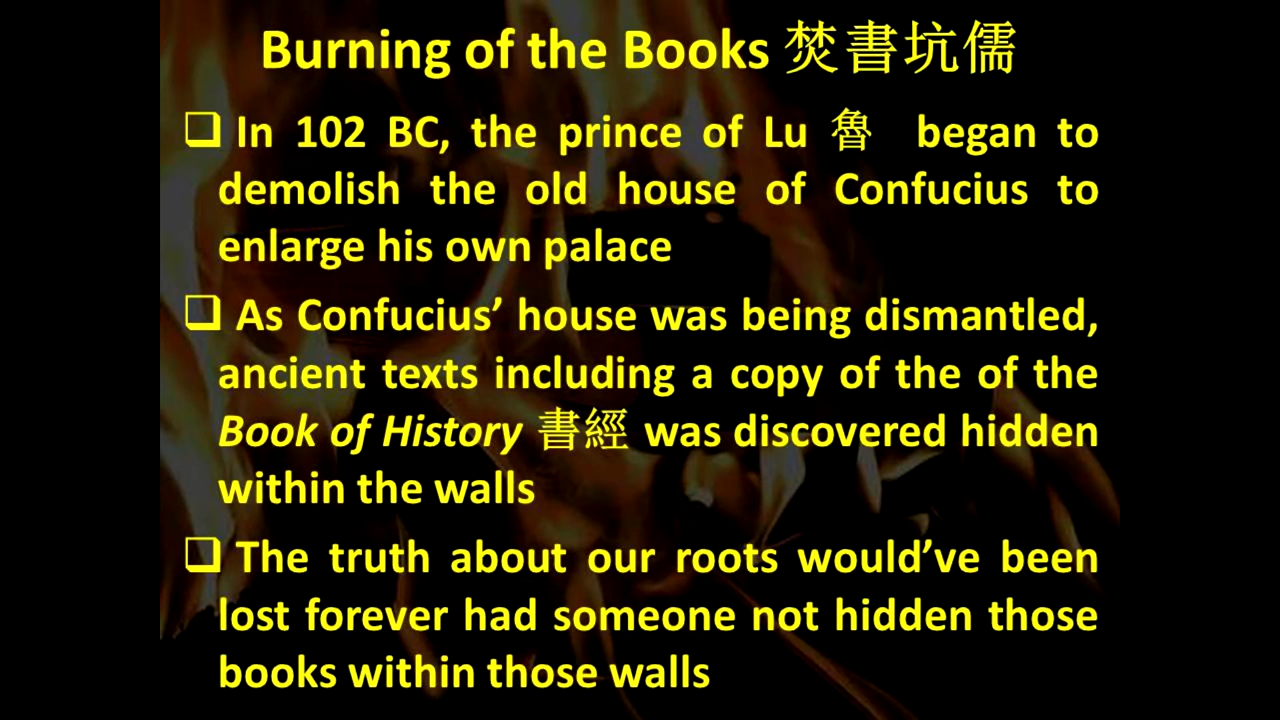 Burning of the Books 焚書坑儒
❑ In 102 BC, the prince of Lu 魯 began to
demolish the old house of Confucius to
enlarge his own palace
❑ As Confucius’ house was being dismantled,
ancient texts including a copy of the of the
Book of History 書經 was discovered hidden
within the walls
❑ The truth about our roots would’ve been
lost forever had someone not hidden those
books within those walls